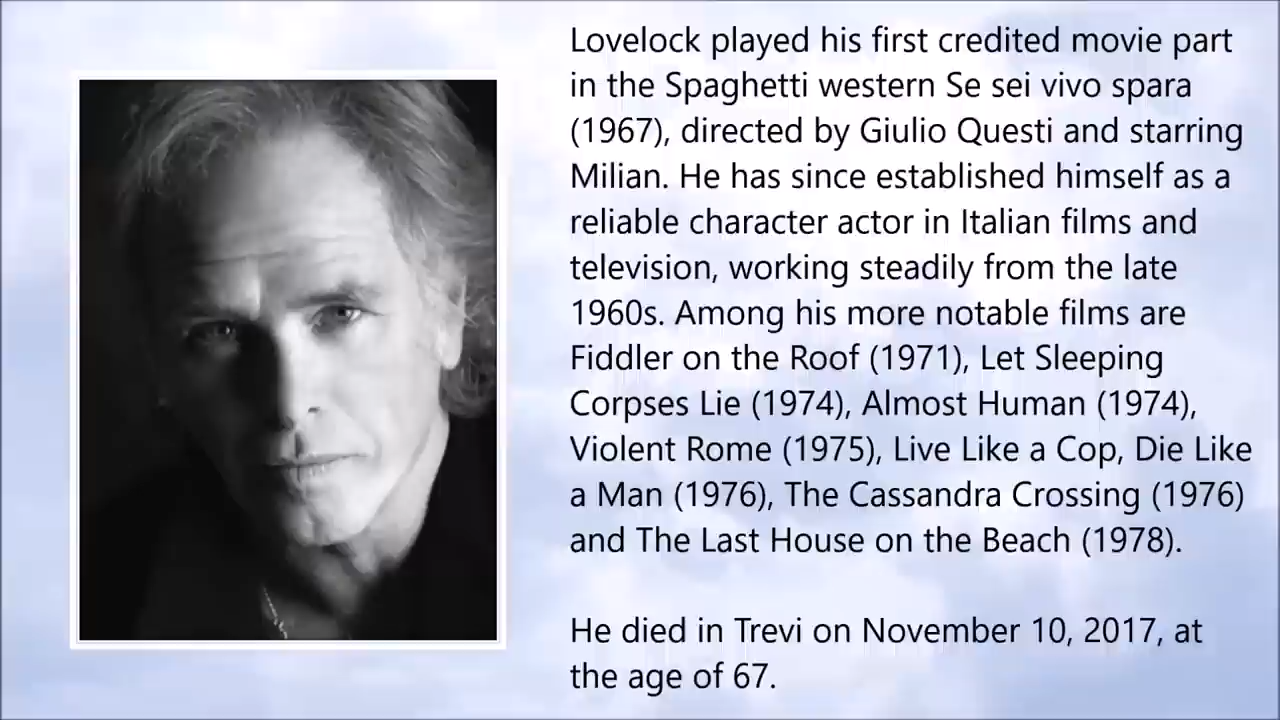 Lovelock played his first credited movie part
in the Spaghetti western Se sei vivo spara
(1967), directed by Giulio Questi and starring
Milian. He has since established himself as a
reliable character actor in Italian films and
television, working steadily from the late
1960s. Among his more notable films are
Fiddler on the Roof (1971), Let Sleeping
Corpses Lie (1974), Almost Human (1974),
Violent Rome (1975), Live Like a Cop, Die Like
a Man (1976), The Cassandra Crossing (1976)
and The Last House on the Beach (1978).
He died in Trevi on November 10, 2017, at
the age of 67.